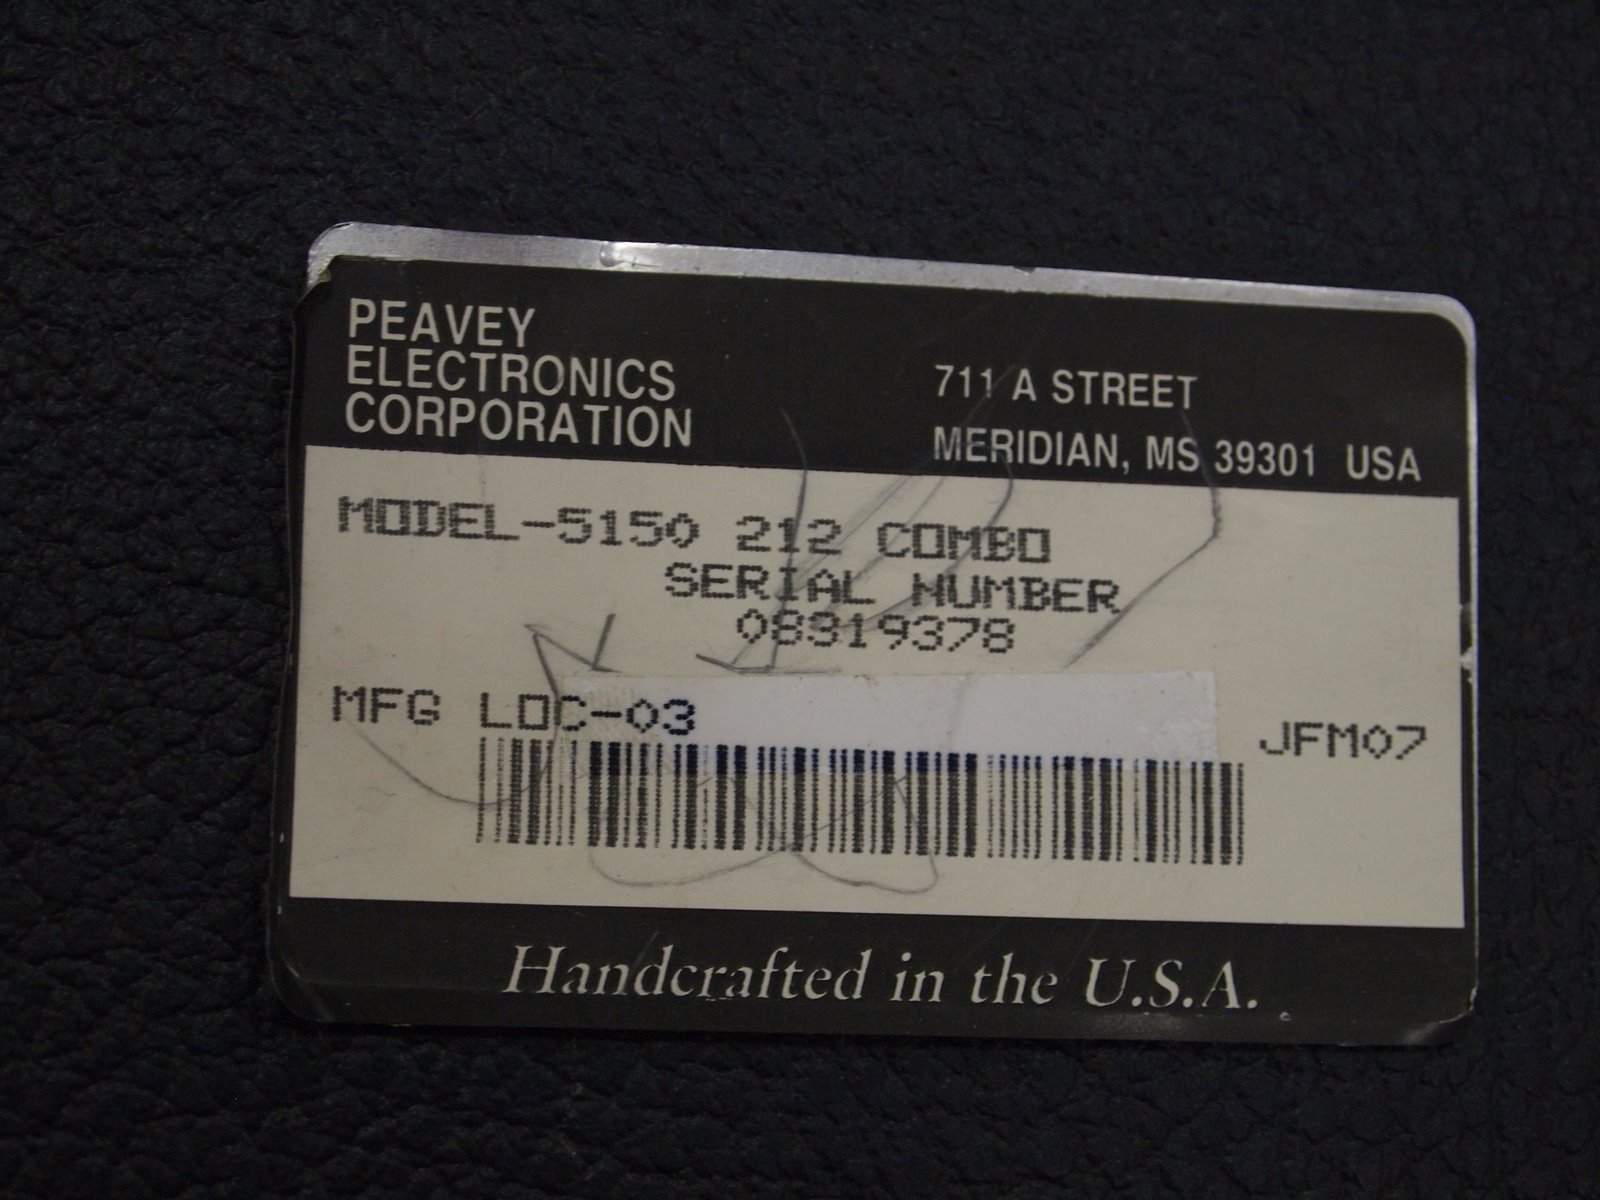 PEAVEY
ELECTRONICS
CORPORATION
711 A STREET
MERIDIAN, MS 39301 USA
MODEL-5150 212 COMBO
SERIAL NUMBER
08319378
MFG LOC-03
JFM07
Handcrafted in the U.S.A.